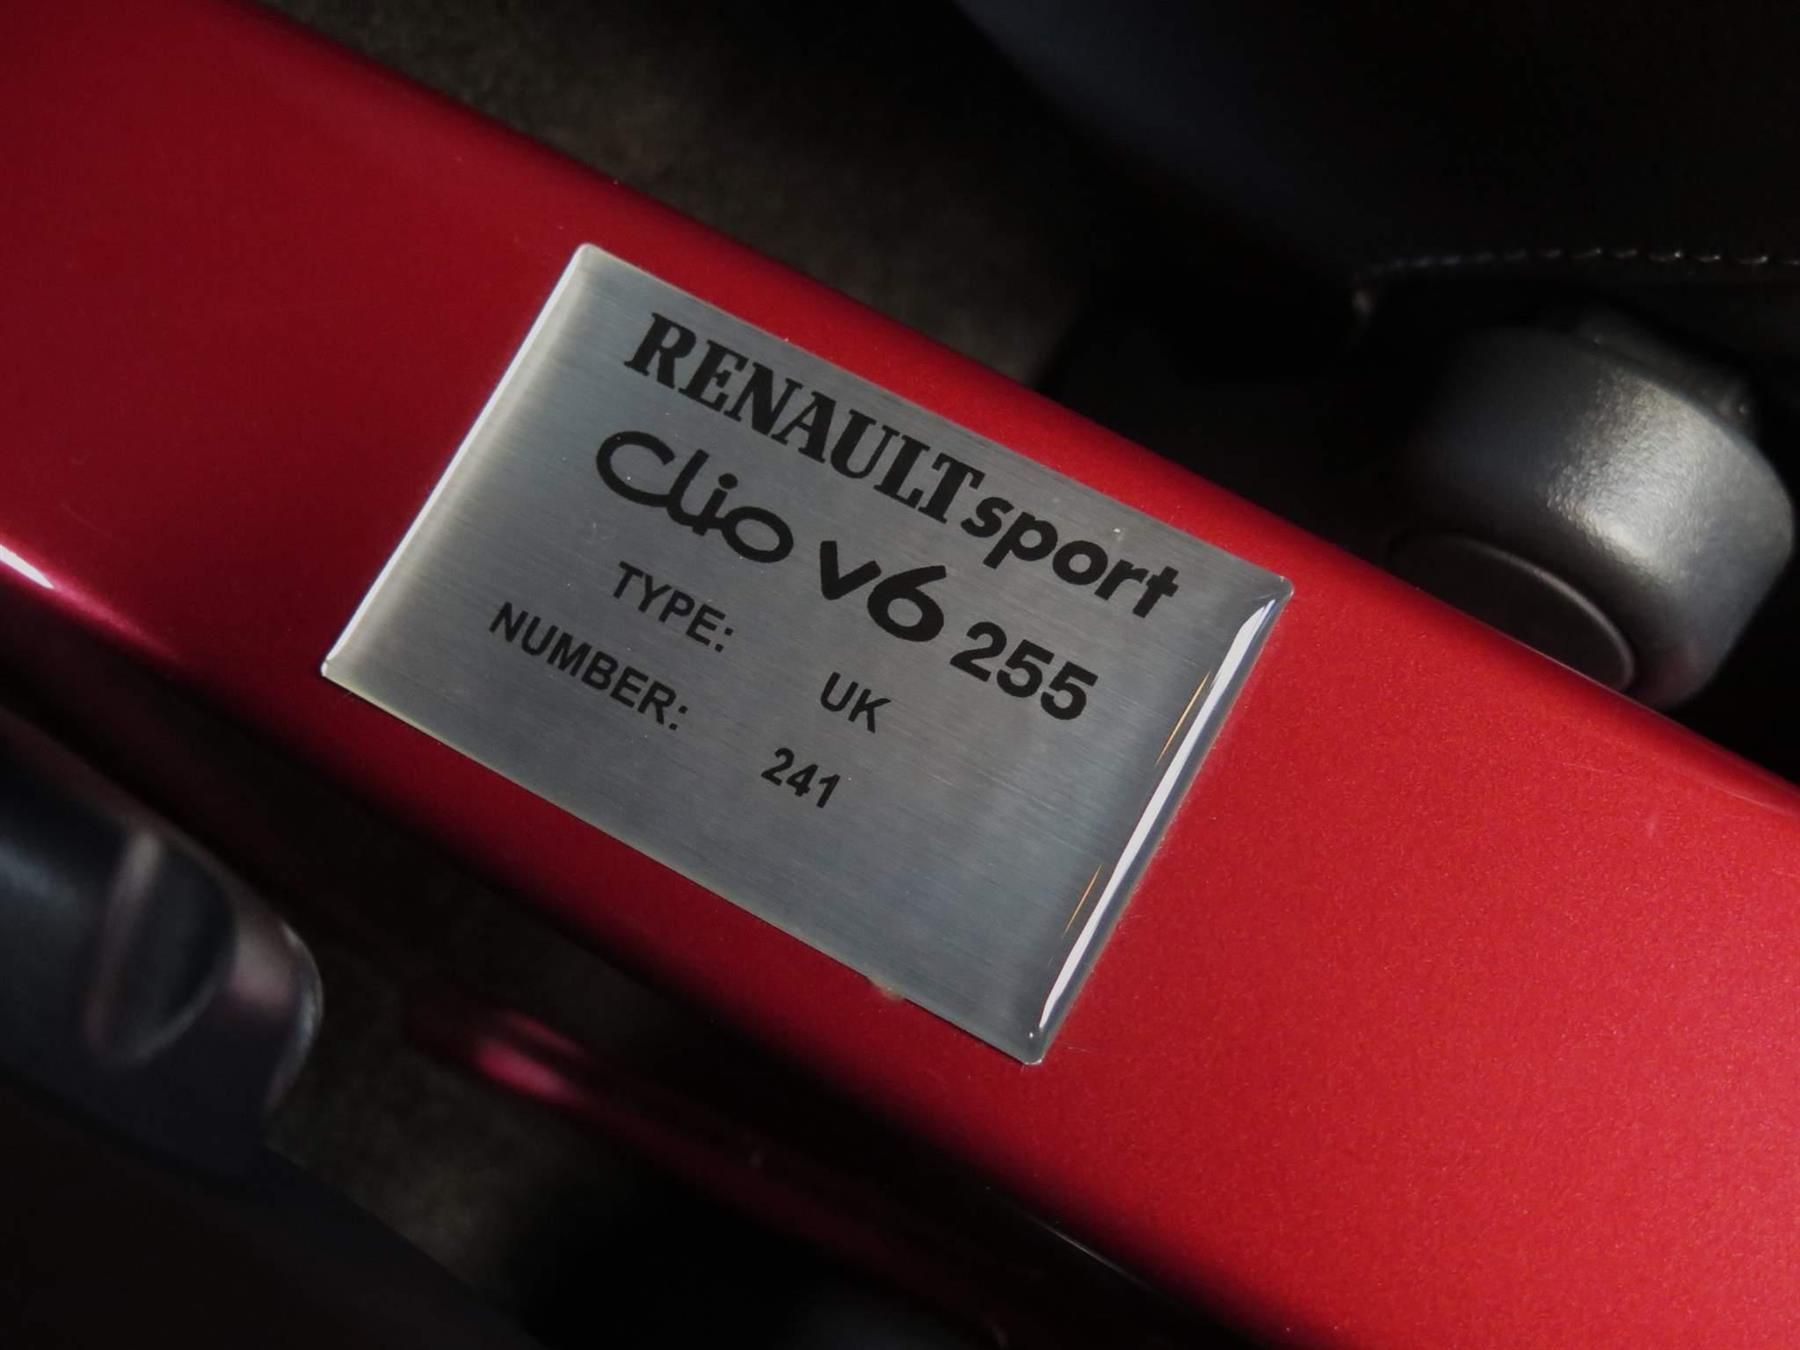 RENAULT sport
Clio v6 255
TYPE: UK
NUMBER: 241